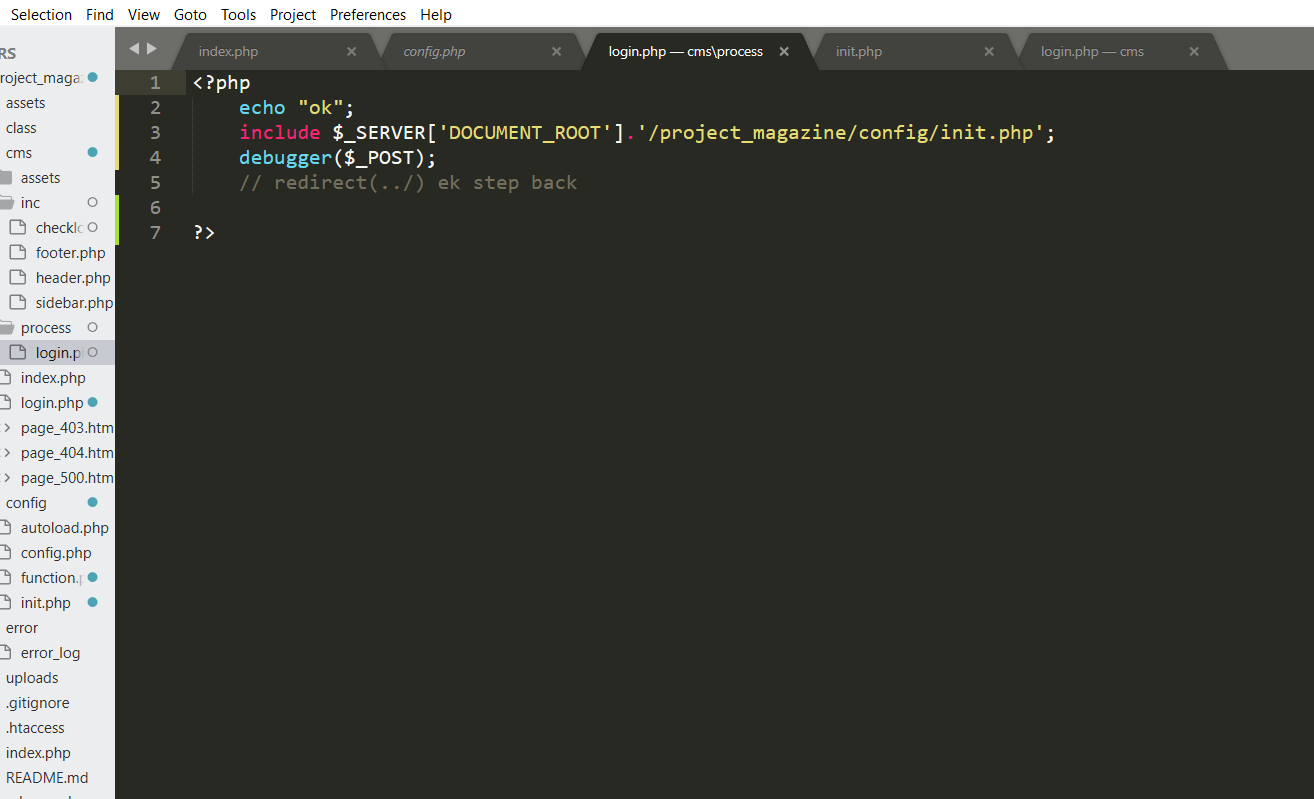 Selection Find View Goto Tools Project Preferences Help
index.php config.php login.php — cms\process init.php login.php — cms
1 <?php
2 echo "ok";
3 include $_SERVER['DOCUMENT_ROOT'].'/project_magazine/config/init.php';
4 debugger($_POST);
5 // redirect(../) ek step back
6
7 ?>
RS
roject_maga
assets
class
cms
assets
inc
checklo
footer.php
header.php
sidebar.php
process
login.p
index.php
login.php
page_403.htm
page_404.htm
page_500.htm
config
autoload.php
config.php
function.p
init.php
error
error_log
uploads
.gitignore
.htaccess
index.php
README.md